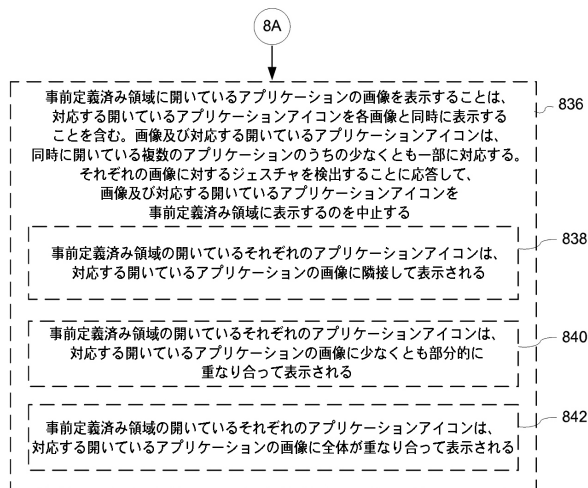 8A
事前定義済み領域に開いているアプリケーションの画像を表示することは、
対応する開いているアプリケーションアイコンを各画像と同時に表示する
ことを含む。画像及び対応する開いているアプリケーションアイコンは、
同時に開いている複数のアプリケーションのうちの少なくとも一部に対応する。
それぞれの画像に対するジェスチャを検出することに応答して、
画像及び対応する開いているアプリケーションアイコンを
事前定義済み領域に表示するのを中止する
836
事前定義済み領域の開いているそれぞれのアプリケーションアイコンは、
対応する開いているアプリケーションの画像に隣接して表示される
838
事前定義済み領域の開いているそれぞれのアプリケーションアイコンは、
対応する開いているアプリケーションの画像に少なくとも部分的に
重なり合って表示される
840
事前定義済み領域の開いているそれぞれのアプリケーションアイコンは、
対応する開いているアプリケーションの画像に全体が重なり合って表示される
842